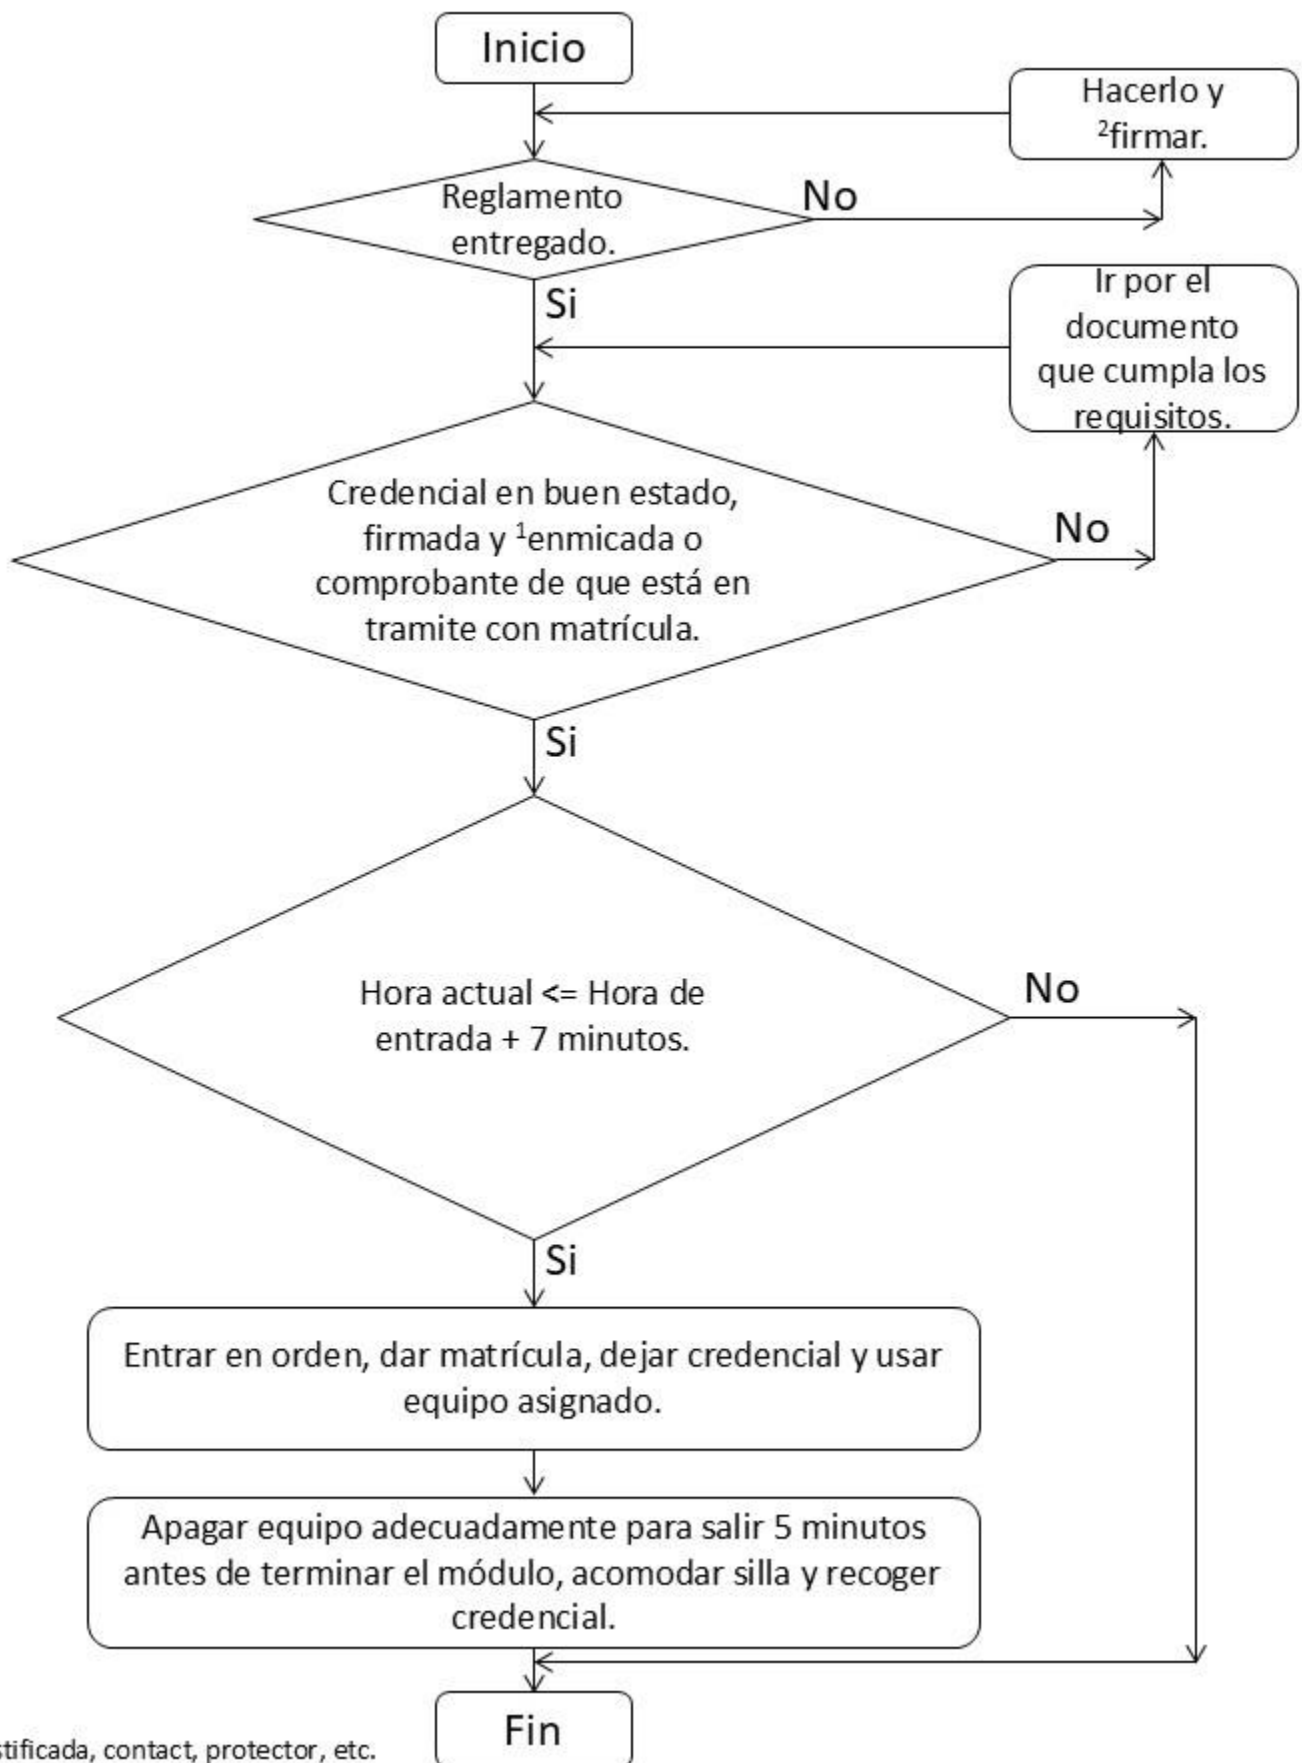 Inicio
Hacerlo y
²firmar.
Reglamento
entregado.
No
Si
Ir por el
documento
que cumpla los
requisitos.
Credencial en buen estado,
firmada y ¹enmicada o
comprobante de que está en
tramite con matrícula.
No
Si
Hora actual <= Hora de
entrada + 7 minutos.
No
Si
Entrar en orden, dar matrícula, dejar credencial y usar
equipo asignado.
Apagar equipo adecuadamente para salir 5 minutos
antes de terminar el módulo, acomodar silla y recoger
credencial.
Fin
contact, protector, etc.